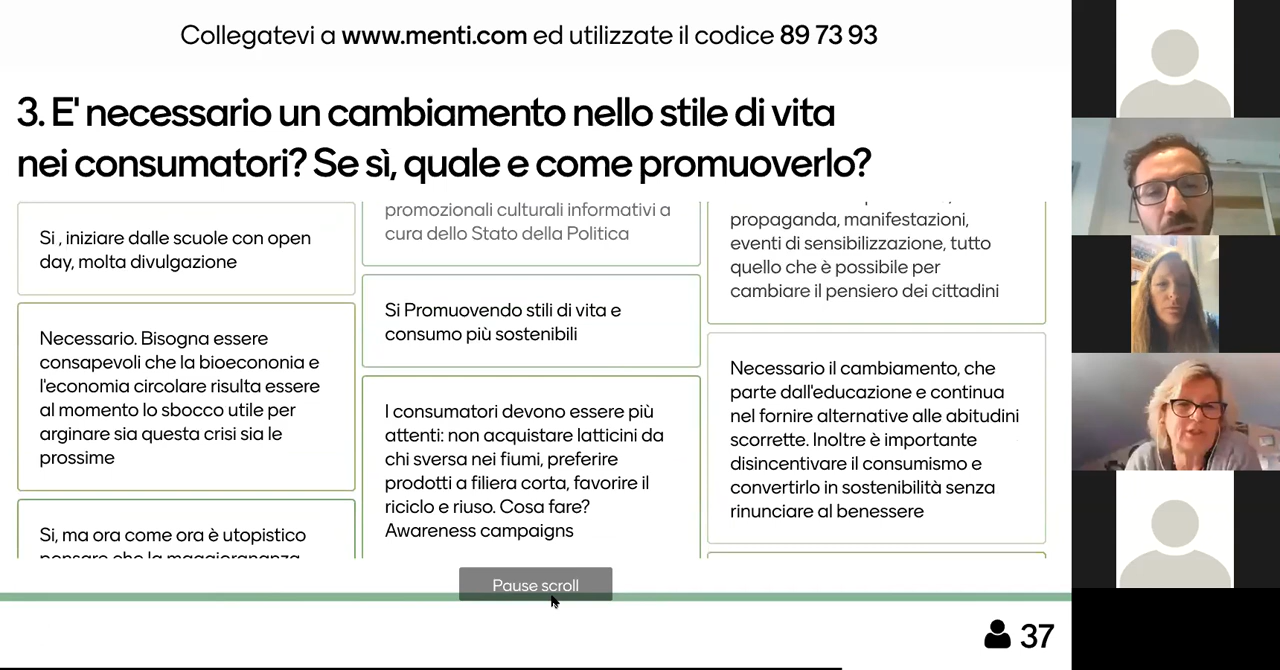 Collegatevi a www.menti.com ed utilizzate il codice 89 73 93
3. E' necessario un cambiamento nello stile di vita
nei consumatori? Se sì, quale e come promuoverlo?
Si , iniziare dalle scuole con open
day, molta divulgazione
Necessario. Bisogna essere
consapevoli che la bioecononia e
l'economia circolare risulta essere
al momento lo sbocco utile per
arginare sia questa crisi sia le
prossime
Si, ma ora come ora è utopistico
pensare che la maggiorananza
promozionali culturali informativi a
cura dello Stato della Politica
Si Promuovendo stili di vita e
consumo più sostenibili
I consumatori devono essere più
attenti: non acquistare latticini da
chi sversa nei fiumi, preferire
prodotti a filiera corta, favorire il
riciclo e riuso. Cosa fare?
Awareness campaigns
propaganda, manifestazioni,
eventi di sensibilizzazione, tutto
quello che è possibile per
cambiare il pensiero dei cittadini
Necessario il cambiamento, che
parte dall'educazione e continua
nel fornire alternative alle abitudini
scorrette. Inoltre è importante
disincentivare il consumismo e
convertirlo in sostenibilità senza
rinunciare al benessere
Pause scroll
37